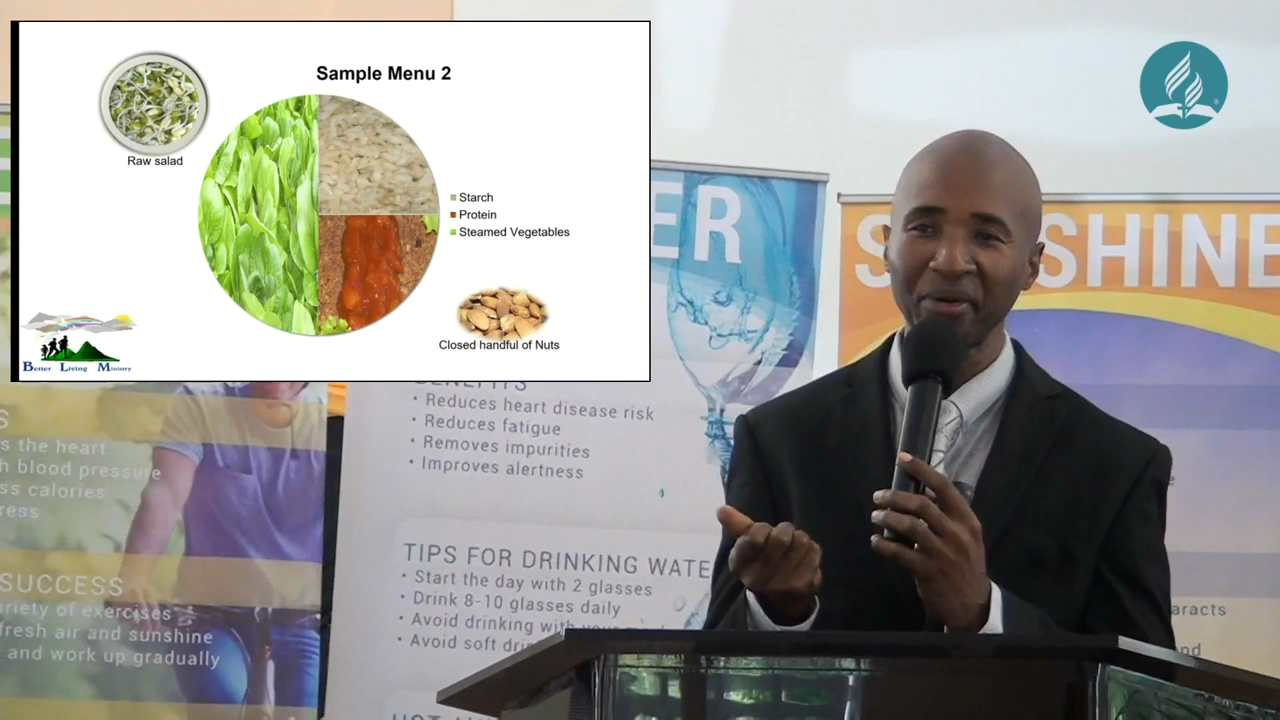 Sample Menu 2
Raw salad
Starch
Protein
Steamed Vegetables
Closed handful of Nuts
Better Living Ministry
ER
SHINE
BENEFITS
• Reduces heart disease risk
• Reduces fatigue
• Removes impurities
• Improves alertness
TIPS FOR DRINKING WATE
• Start the day with 2 glasses
• Drink 8-10 glasses daily
• Avoid drinking with
• Avoid soft
s the heart
h blood pressure
ss calories
ress
SUCCESS
ariety of exercises
fresh air and sunshine
and work up gradually
aracts
nd